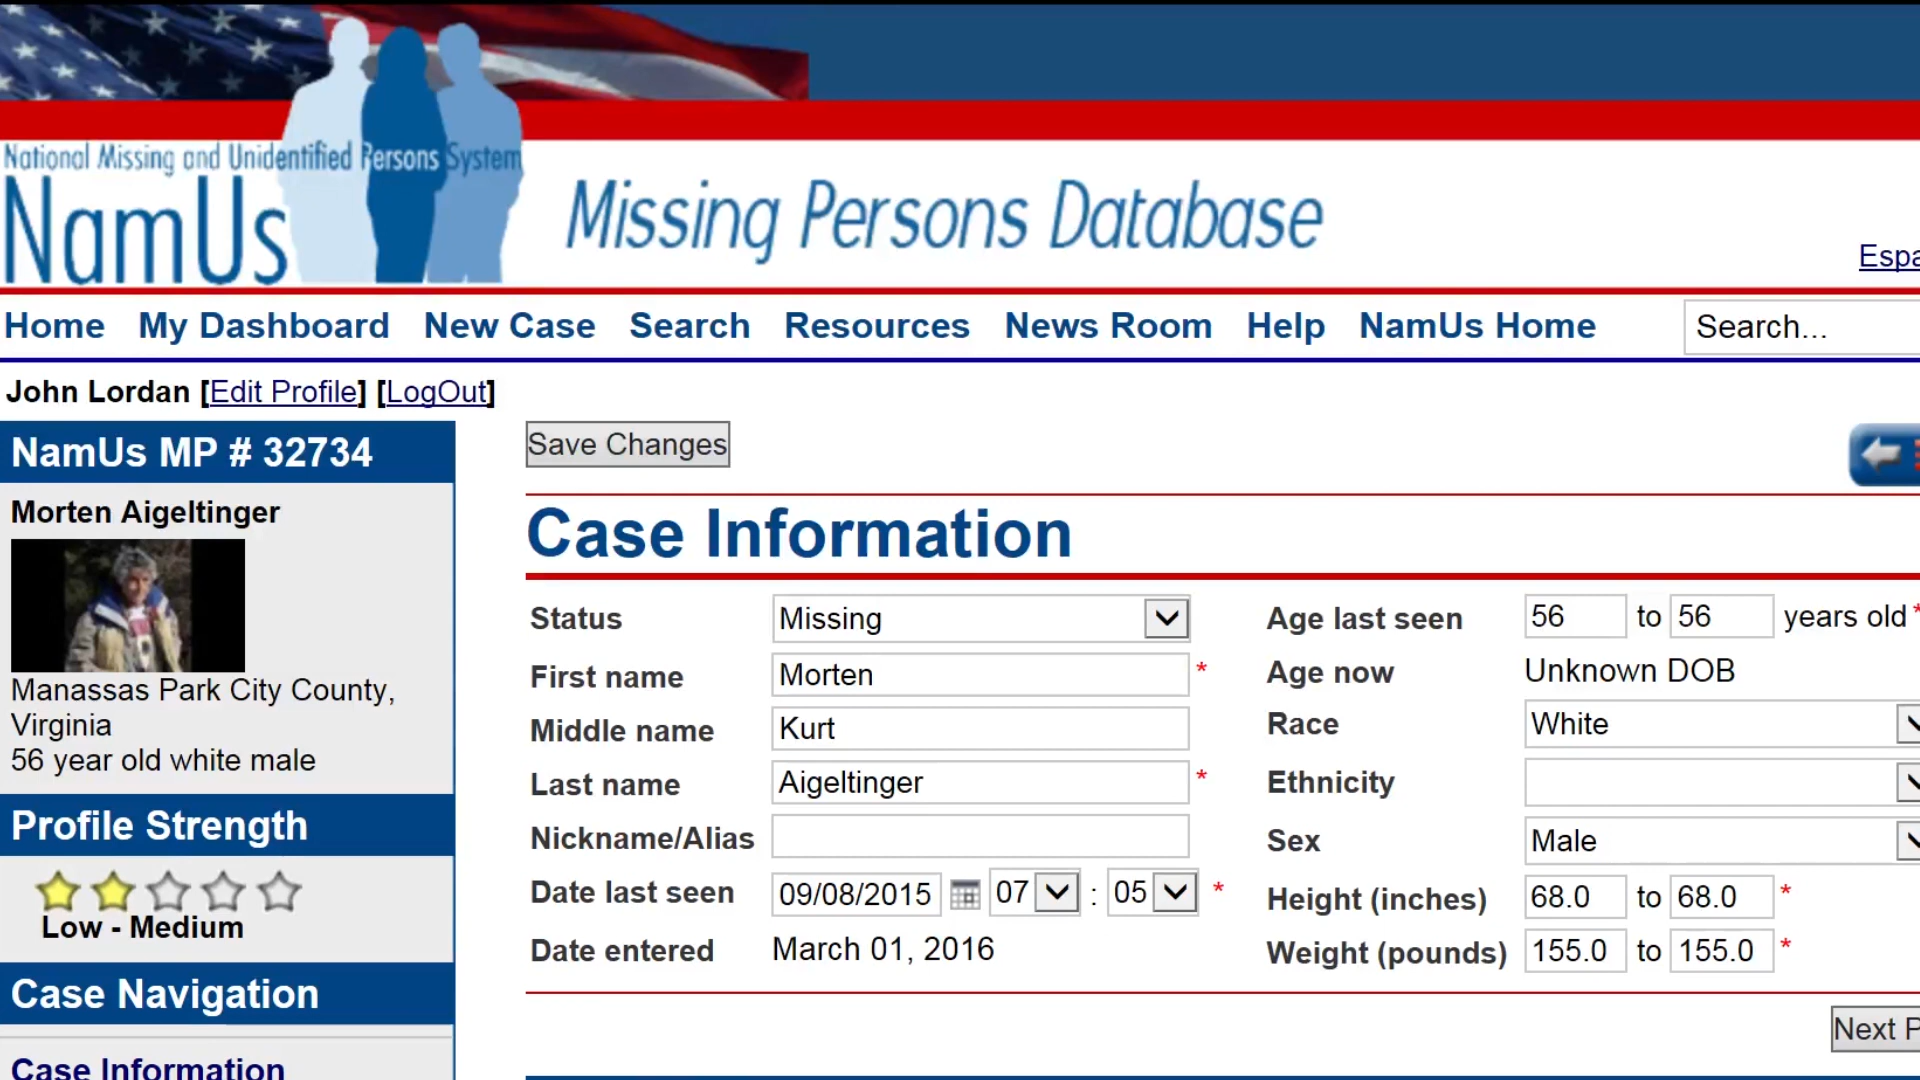 National Missing and Unidentified Persons System
NamUs
Missing Persons Database
Home My Dashboard New Case Search Resources News Room Help NamUs Home Search...
John Lordan [Edit Profile] [LogOut]
NamUs MP # 32734
Morten Aigeltinger
Manassas Park City County,
Virginia
56 year old white male
Profile Strength
Low - Medium
Case Navigation
Case Information
Save Changes
Case Information
Status Missing
First name Morten *
Middle name Kurt
Last name Aigeltinger *
Nickname/Alias
Date last seen 09/08/2015 07 : 05 *
Date entered March 01, 2016
Age last seen 56 to 56 years old *
Age now Unknown DOB
Race White
Ethnicity
Sex Male
Height (inches) 68.0 to 68.0 *
Weight (pounds) 155.0 to 155.0 *
Next